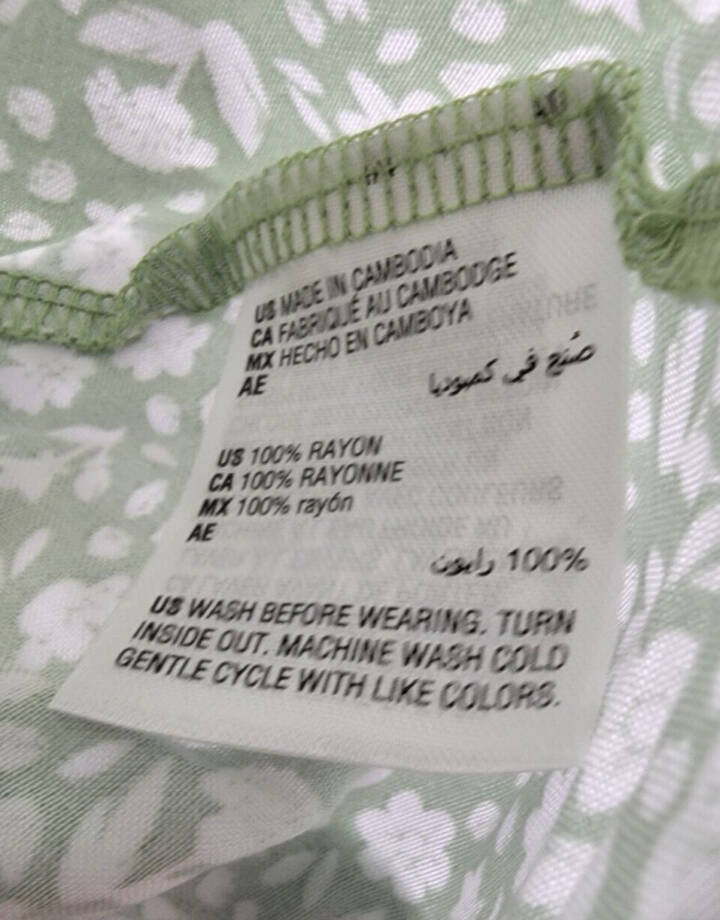 US MADE IN CAMBODIA
CA FABRIQUÉ AU CAMBODGE
MX HECHO EN CAMBOYA
AE
صُنع في كمبوديا
US 100% RAYON
CA 100% RAYONNE
MX 100% rayón
AE
100% رايون
US WASH BEFORE WEARING. TURN
INSIDE OUT. MACHINE WASH COLD
GENTLE CYCLE WITH LIKE COLORS.